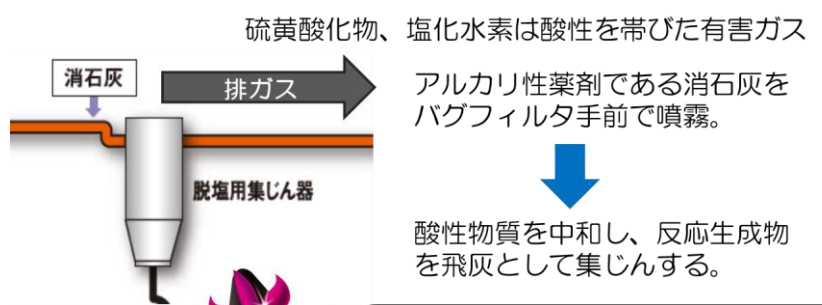 硫黄酸化物、塩化水素は酸性を帯びた有害ガス
消石灰
排ガス
アルカリ性薬剤である消石灰を
バグフィルタ手前で噴霧。
脱塩用集じん器
酸性物質を中和し、反応生成物
を飛灰として集じんする。